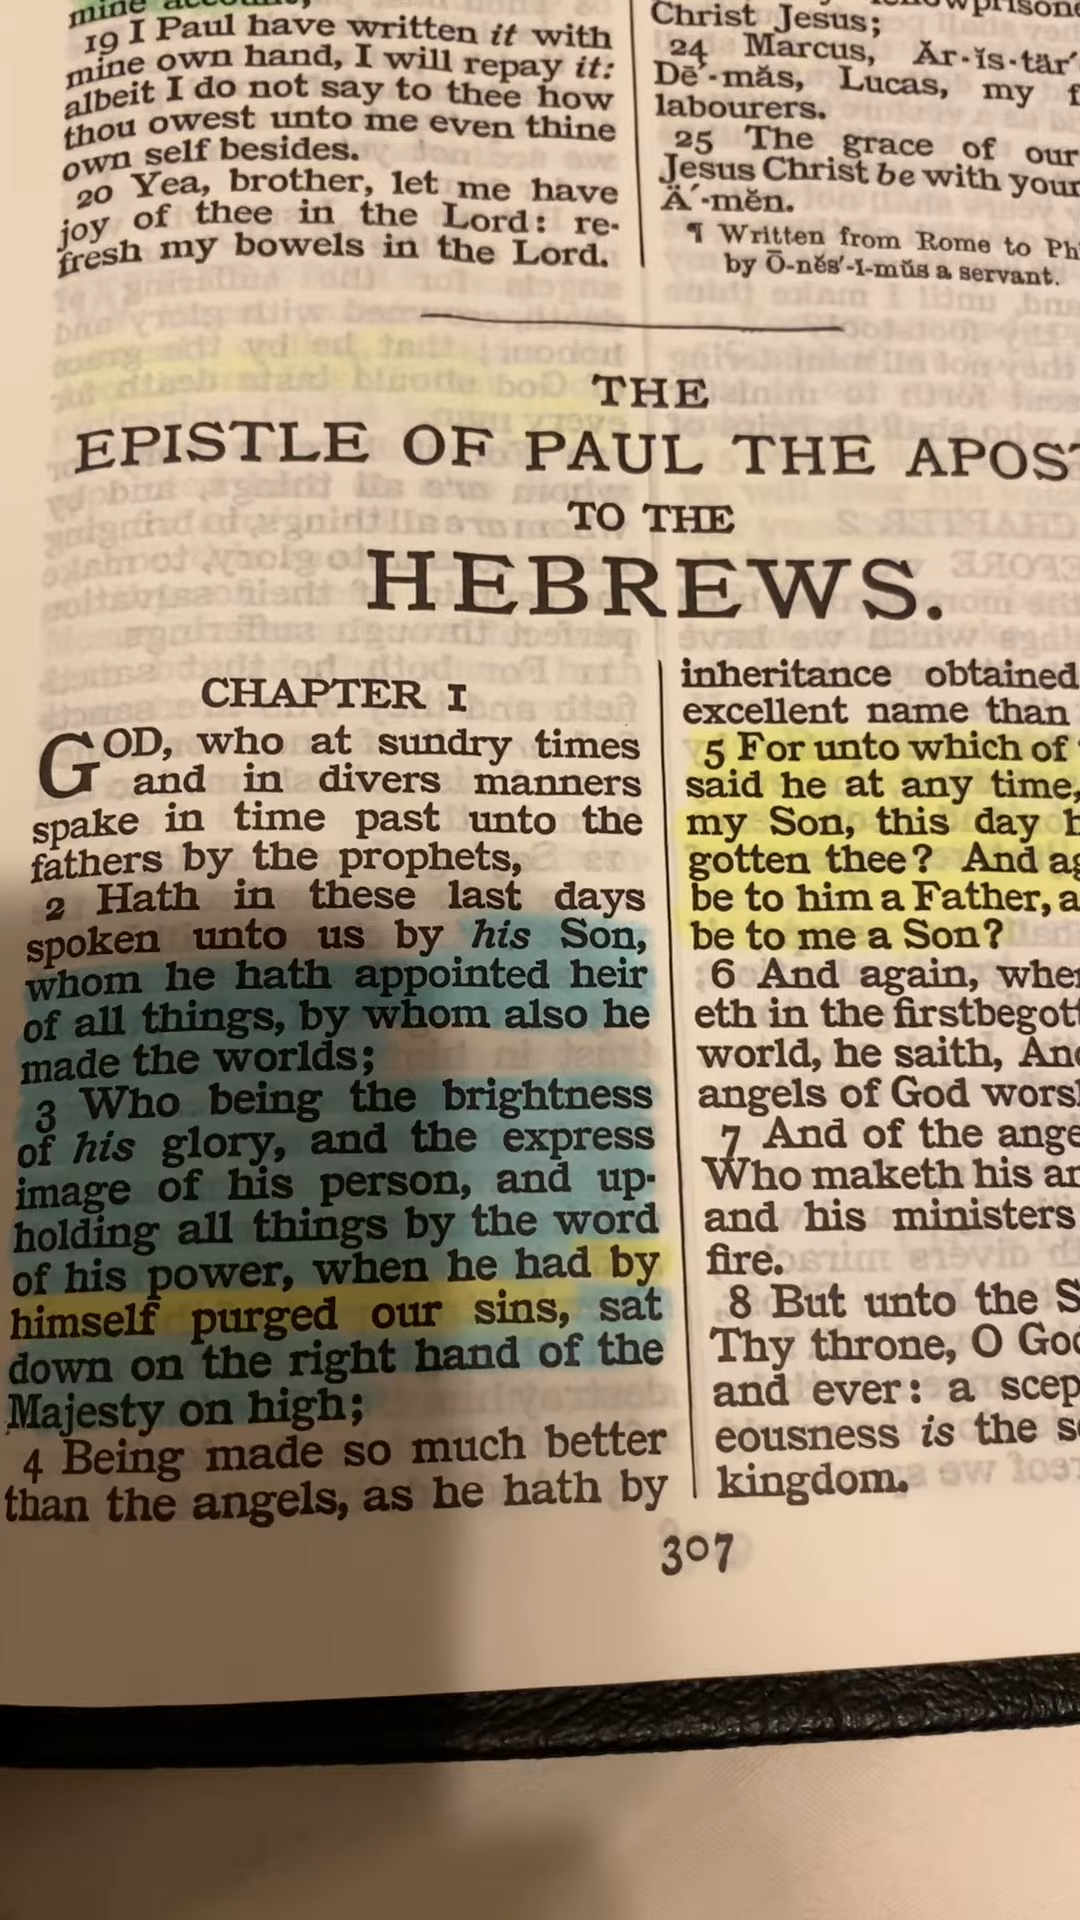 mine
19 I Paul have written it with
mine own hand, I will repay it:
albeit I do not say to thee how
thou owest unto me even thine
own self besides.
20 Yea, brother, let me have
joy of thee in the Lord: re-
fresh my bowels in the Lord.
Christ Jesus;
24 Marcus, Ăr·ĭs·tär´
Dē´-măs, Lucas, my f
labourers.
25 The grace of our
Jesus Christ be with your
Ä´-mĕn.
¶ Written from Rome to Ph
by Ō-nĕs´-ĭ-mŭs a servant.
THE
EPISTLE OF PAUL THE APOST
TO THE
HEBREWS.
CHAPTER I
GOD, who at sundry times
and in divers manners
spake in time past unto the
fathers by the prophets,
2 Hath in these last days
spoken unto us by his Son,
whom he hath appointed heir
of all things, by whom also he
made the worlds;
3 Who being the brightness
of his glory, and the express
image of his person, and up-
holding all things by the word
of his power, when he had by
himself purged our sins, sat
down on the right hand of the
Majesty on high;
4 Being made so much better
than the angels, as he hath by
inheritance obtained
excellent name than
5 For unto which of
said he at any time,
my Son, this day h
gotten thee? And ag
be to him a Father, a
be to me a Son?
6 And again, when
eth in the firstbegott
world, he saith, And
angels of God wors
7 And of the ange
Who maketh his an
and his ministers
fire.
8 But unto the S
Thy throne, O God
and ever: a scep
eousness is the s
kingdom.
307